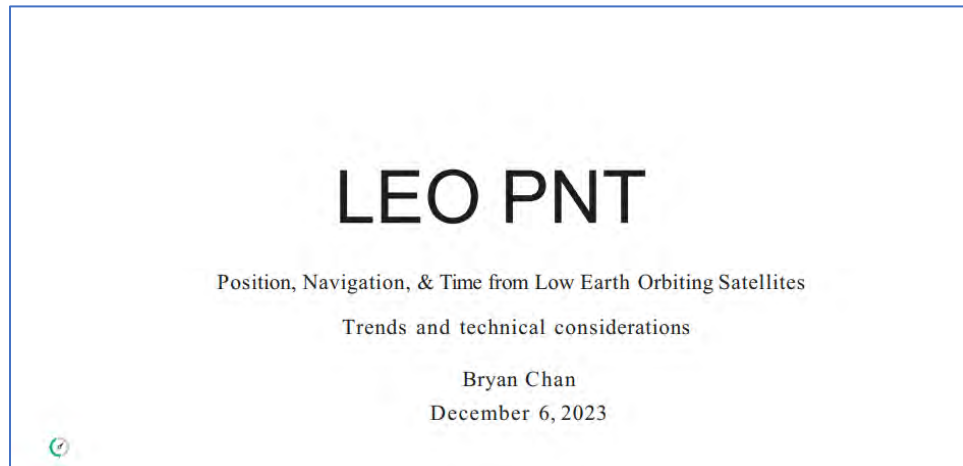 LEO PNT
Position, Navigation, & Time from Low Earth Orbiting Satellites
Trends and technical considerations
Bryan Chan
December 6, 2023